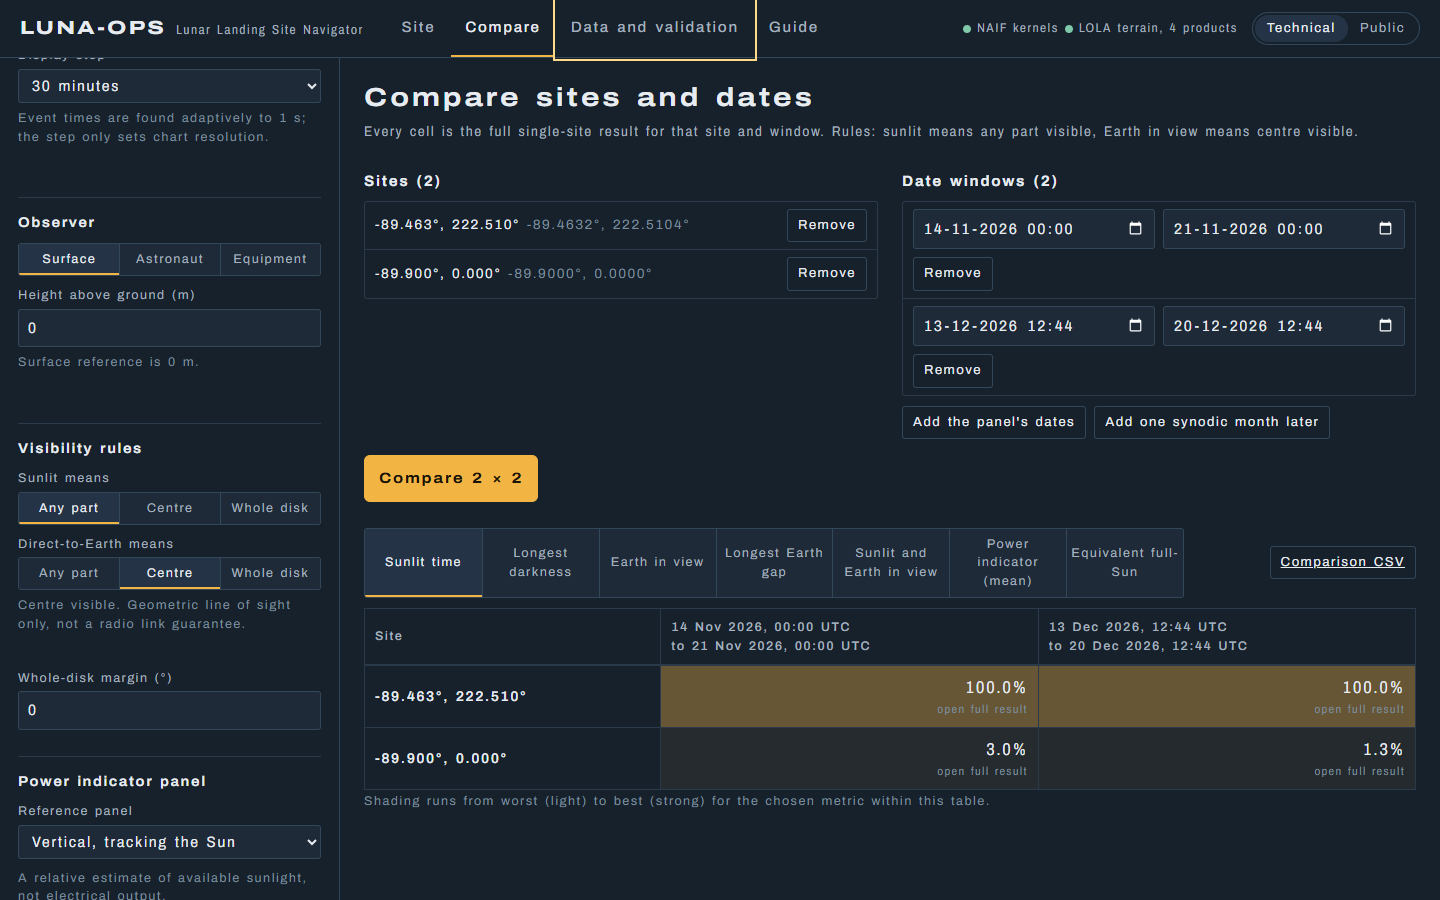 LUNA-OPS Lunar Landing Site Navigator Site Compare Data and validation Guide NAIF kernels LOLA terrain, 4 products Technical Public
30 minutes
Event times are found adaptively to 1 s;
the step only sets chart resolution.
Observer
Surface Astronaut Equipment
Height above ground (m)
0
Surface reference is 0 m.
Visibility rules
Sunlit means
Any part Centre Whole disk
Direct-to-Earth means
Any part Centre Whole disk
Centre visible. Geometric line of sight
only, not a radio link guarantee.
Whole-disk margin (°)
0
Power indicator panel
Reference panel
Vertical, tracking the Sun
A relative estimate of available sunlight,
not electrical output.
Compare sites and dates
Every cell is the full single-site result for that site and window. Rules: sunlit means any part visible, Earth in view means centre visible.
Sites (2)
-89.463°, 222.510° -89.4632°, 222.5104° Remove
-89.900°, 0.000° -89.9000°, 0.0000° Remove
Date windows (2)
14-11-2026 00:00 21-11-2026 00:00
Remove
13-12-2026 12:44 20-12-2026 12:44
Remove
Add the panel's dates Add one synodic month later
Compare 2 × 2
Sunlit time
Longest
darkness
Earth in view
Longest Earth
gap
Sunlit and
Earth in view
Power
indicator
(mean)
Equivalent full-
Sun
Comparison CSV
Site
14 Nov 2026, 00:00 UTC
to 21 Nov 2026, 00:00 UTC
13 Dec 2026, 12:44 UTC
to 20 Dec 2026, 12:44 UTC
-89.463°, 222.510°
100.0%
open full result
100.0%
open full result
-89.900°, 0.000°
3.0%
open full result
1.3%
open full result
Shading runs from worst (light) to best (strong) for the chosen metric within this table.